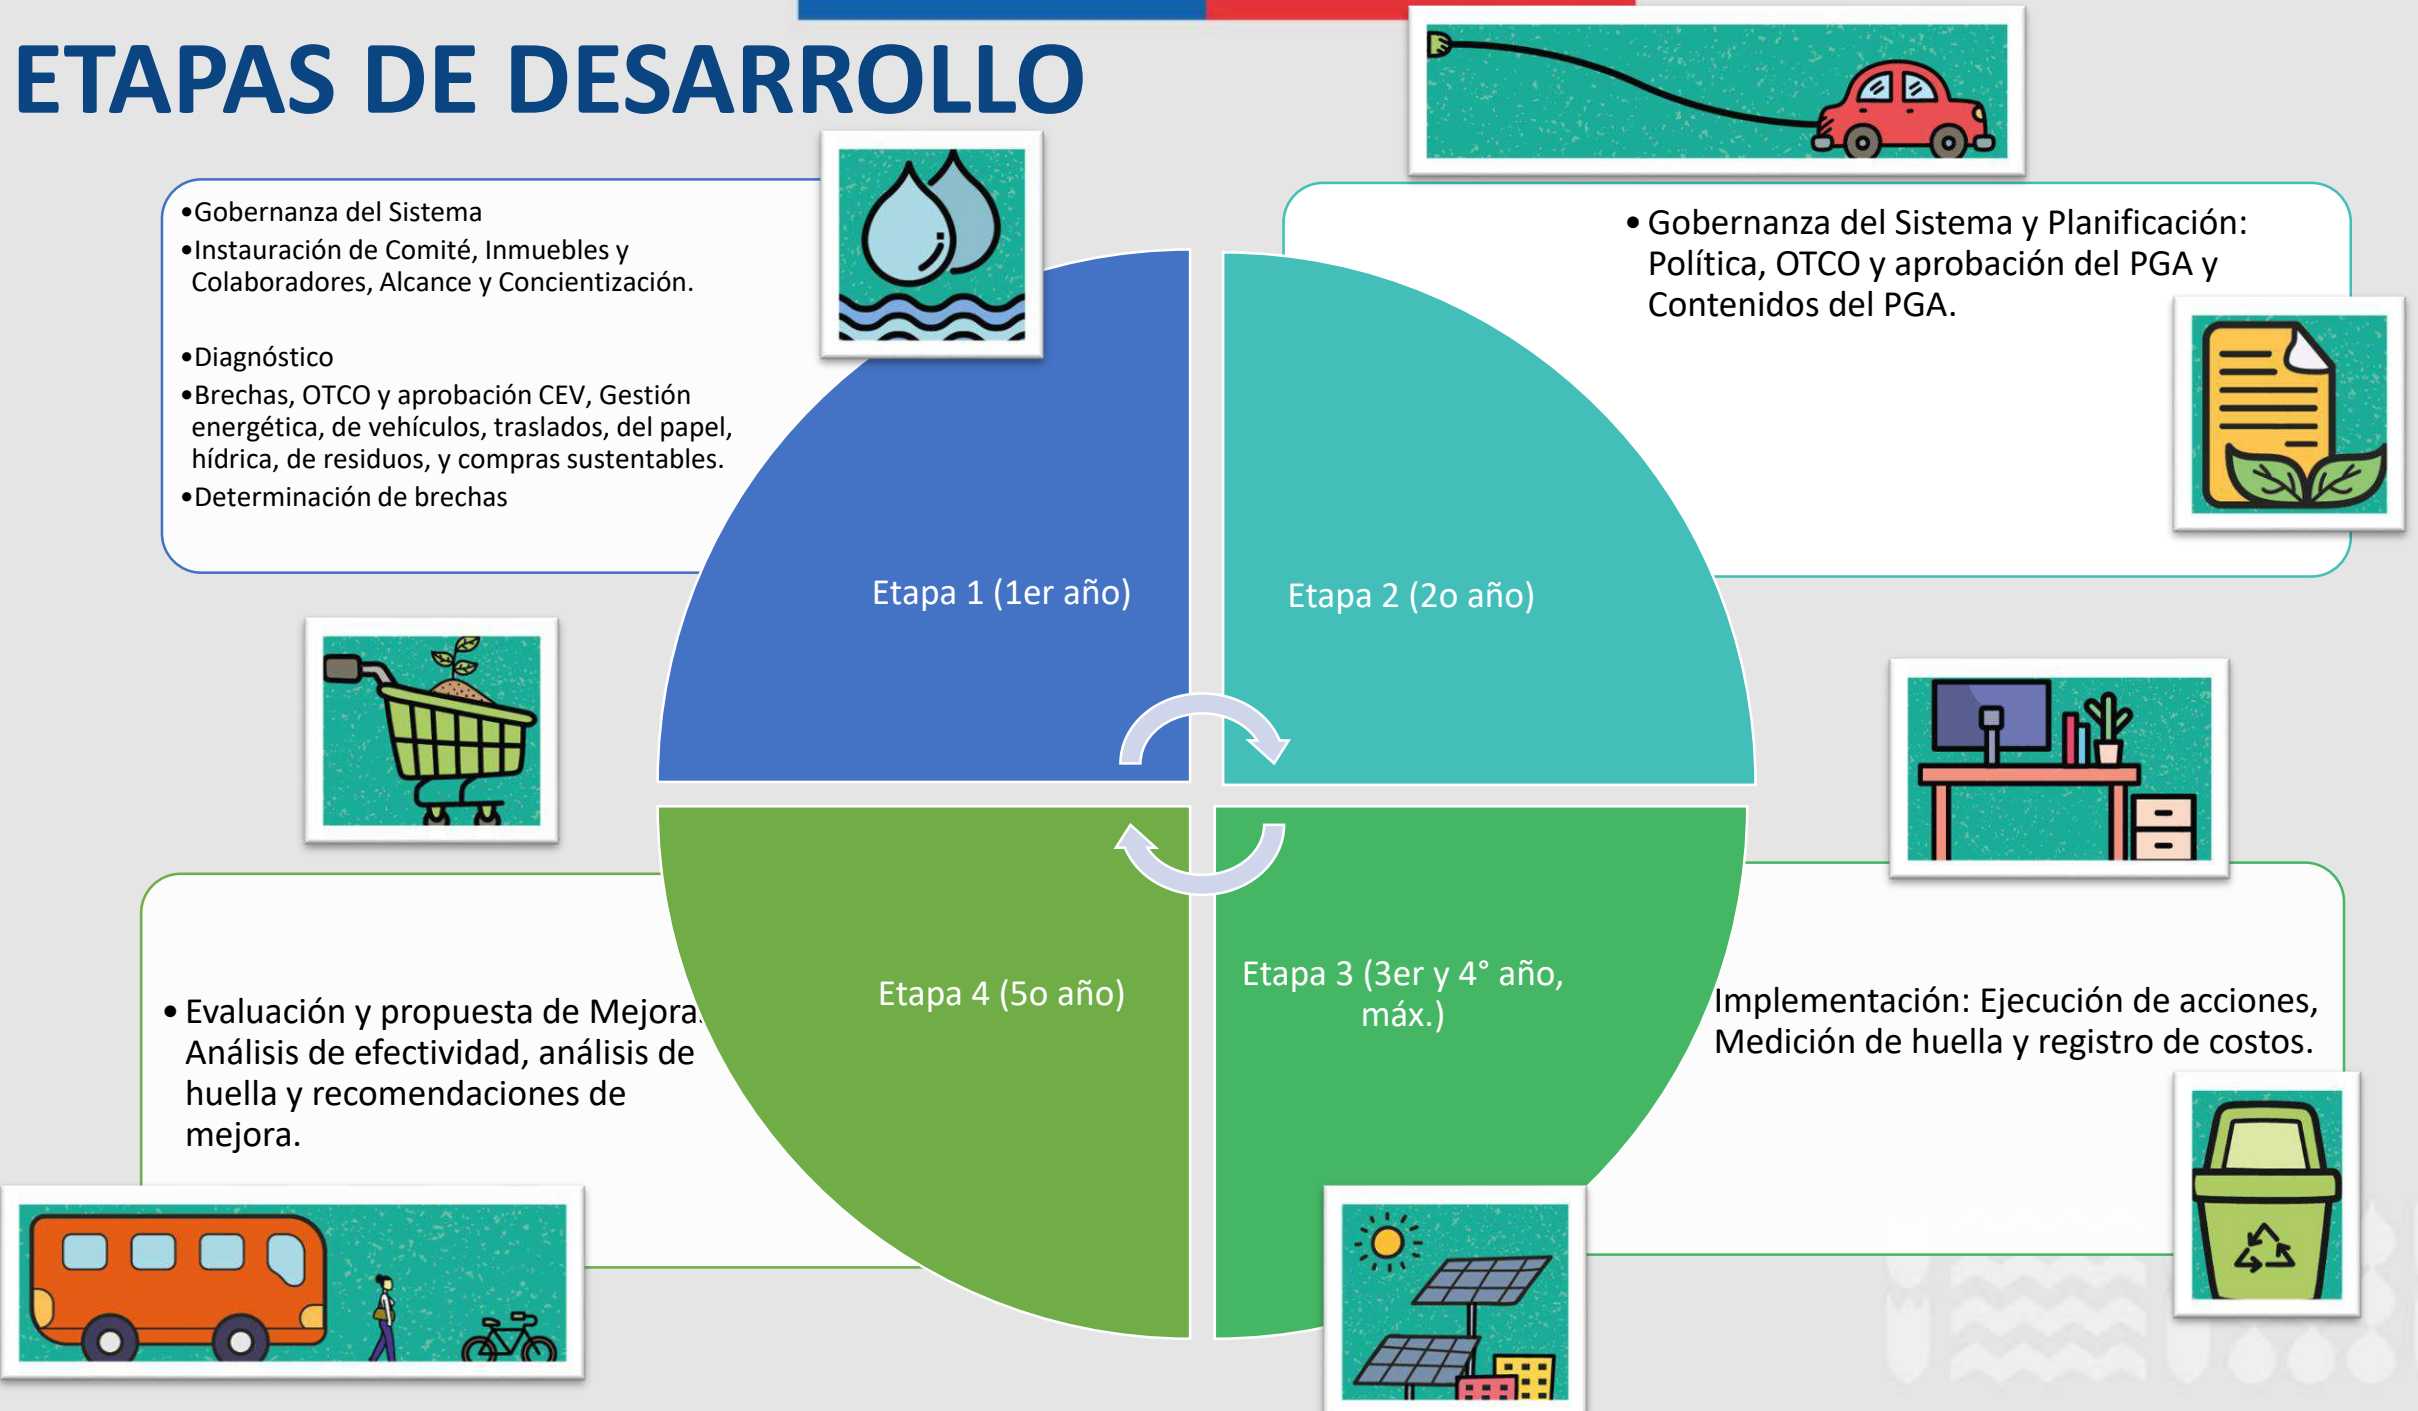 ETAPAS DE DESARROLLO
•Gobernanza del Sistema
•Instauración de Comité, Inmuebles y
Colaboradores, Alcance y Concientización.
•Diagnóstico
•Brechas, OTCO y aprobación CEV, Gestión
energética, de vehículos, traslados, del papel,
hídrica, de residuos, y compras sustentables.
•Determinación de brechas
• Gobernanza del Sistema y Planificación:
Política, OTCO y aprobación del PGA y
Contenidos del PGA.
Etapa 1 (1er año)
Etapa 2 (2o año)
Etapa 3 (3er y 4° año,
máx.)
Implementación: Ejecución de acciones,
Medición de huella y registro de costos.
Etapa 4 (5o año)
• Evaluación y propuesta de Mejoras
Análisis de efectividad, análisis de
huella y recomendaciones de
mejora.